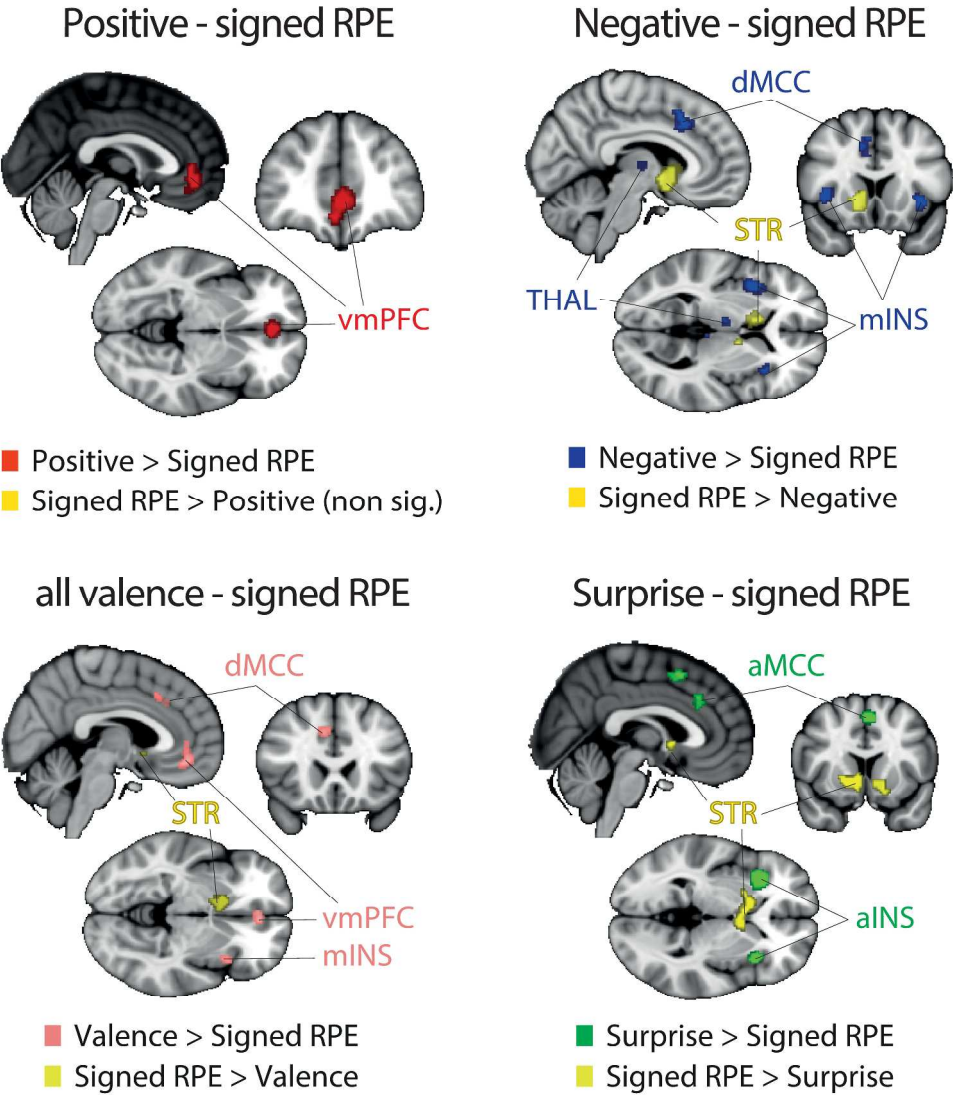 Positive - signed RPE
vmPFC
Positive > Signed RPE
Signed RPE > Positive (non sig.)
Negative - signed RPE
dMCC
STR
THAL
mINS
Negative > Signed RPE
Signed RPE > Negative
all valence - signed RPE
dMCC
STR
vmPFC
mINS
Valence > Signed RPE
Signed RPE > Valence
Surprise - signed RPE
aMCC
STR
aINS
Surprise > Signed RPE
Signed RPE > Surprise